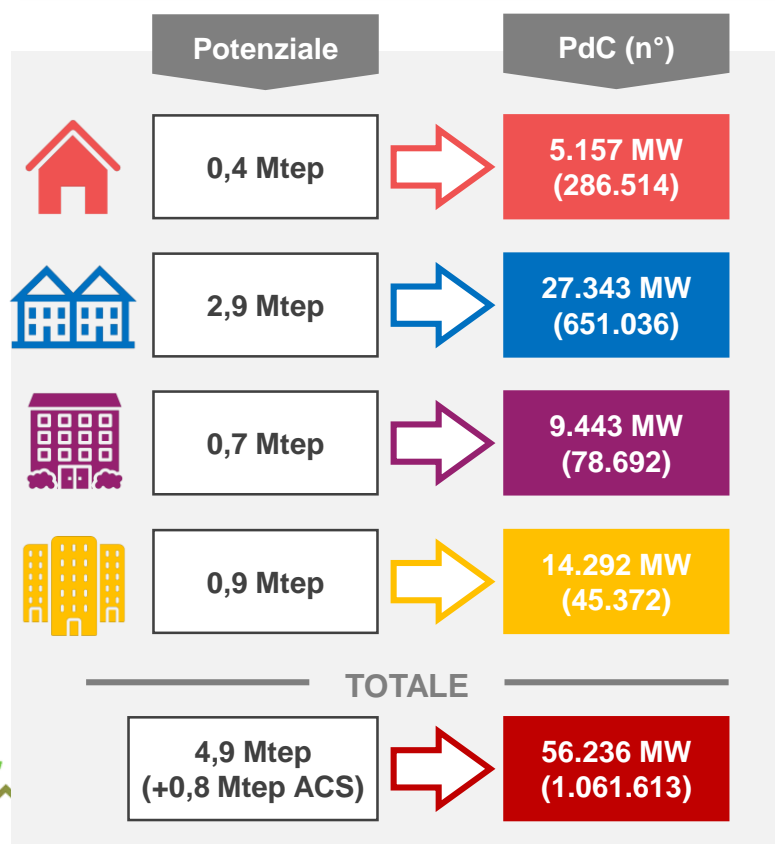 Potenziale
PdC (n°)
0,4 Mtep
5.157 MW
(286.514)
2,9 Mtep
27.343 MW
(651.036)
0,7 Mtep
9.443 MW
(78.692)
0,9 Mtep
14.292 MW
(45.372)
TOTALE
4,9 Mtep
(+0,8 Mtep ACS)
56.236 MW
(1.061.613)